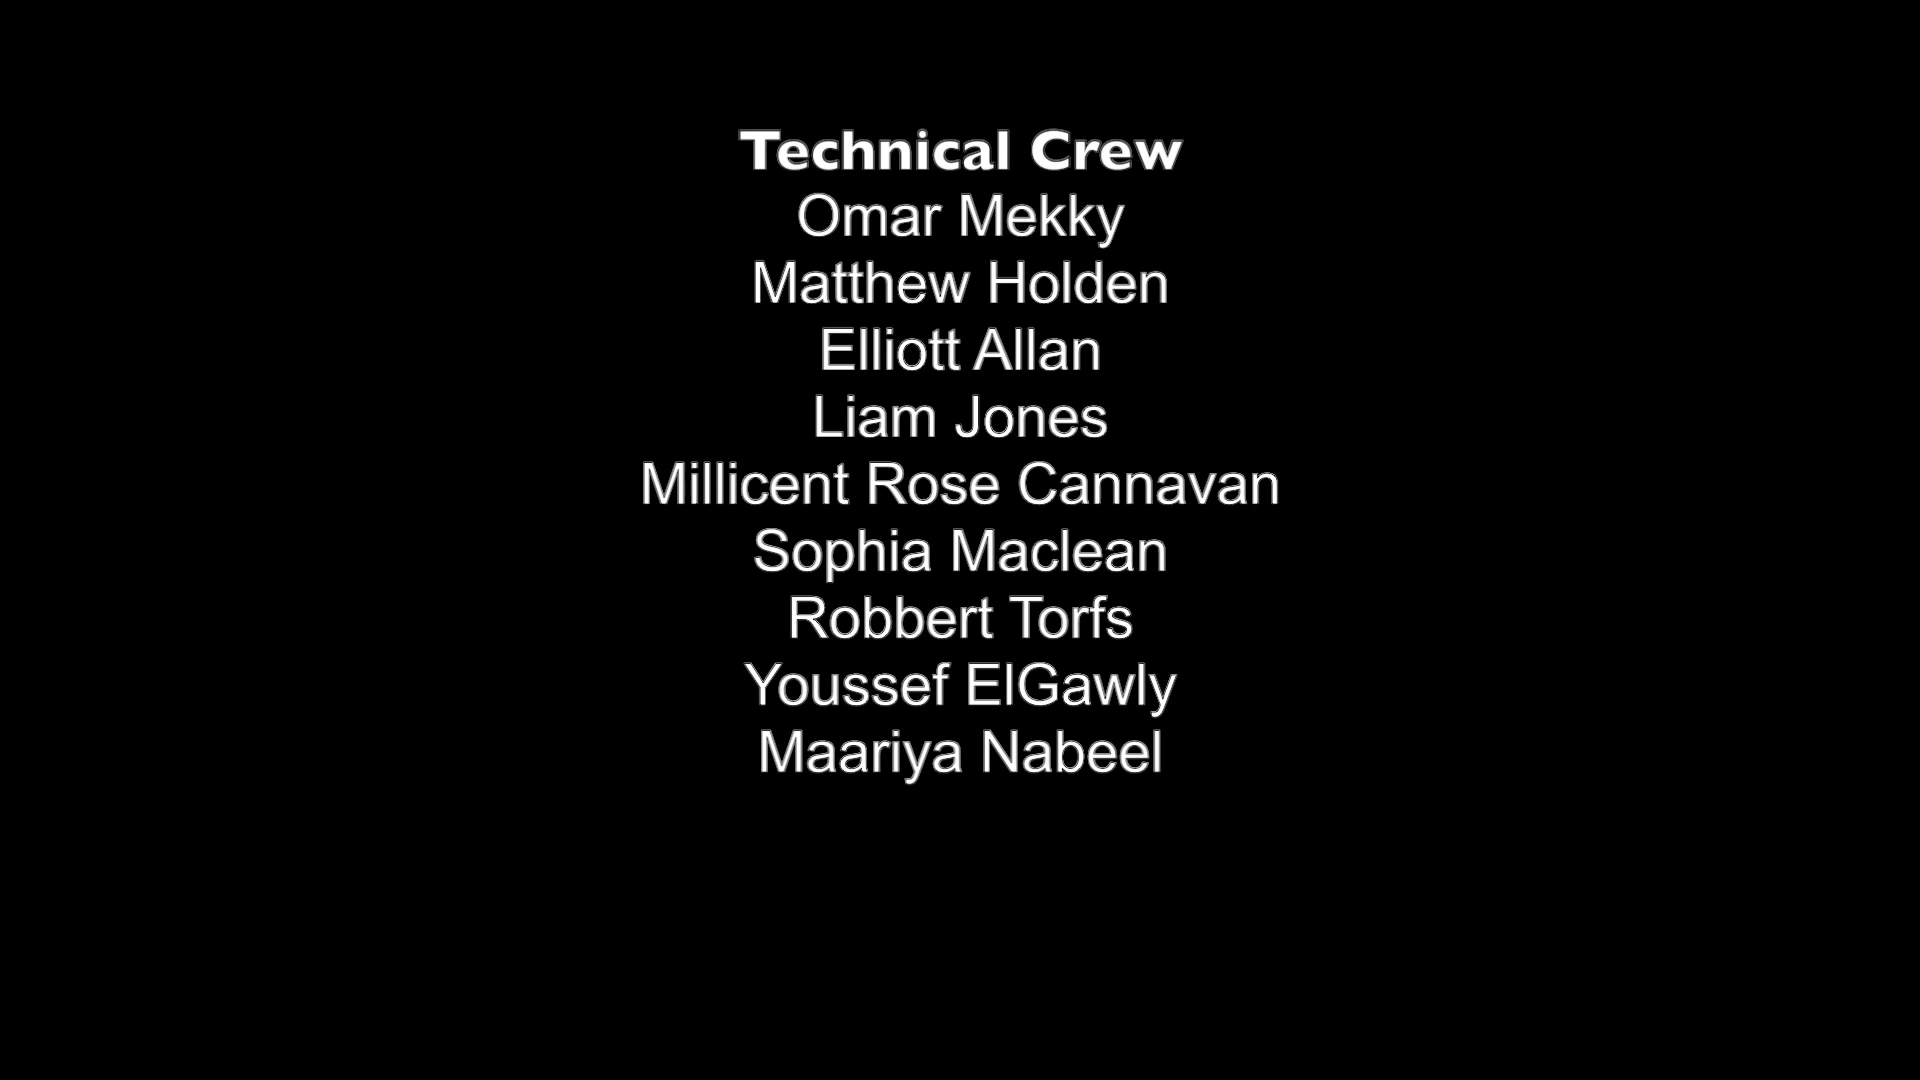 Technical Crew
Omar Mekky
Matthew Holden
Elliott Allan
Liam Jones
Millicent Rose Cannavan
Sophia Maclean
Robbert Torfs
Youssef ElGawly
Maariya Nabeel